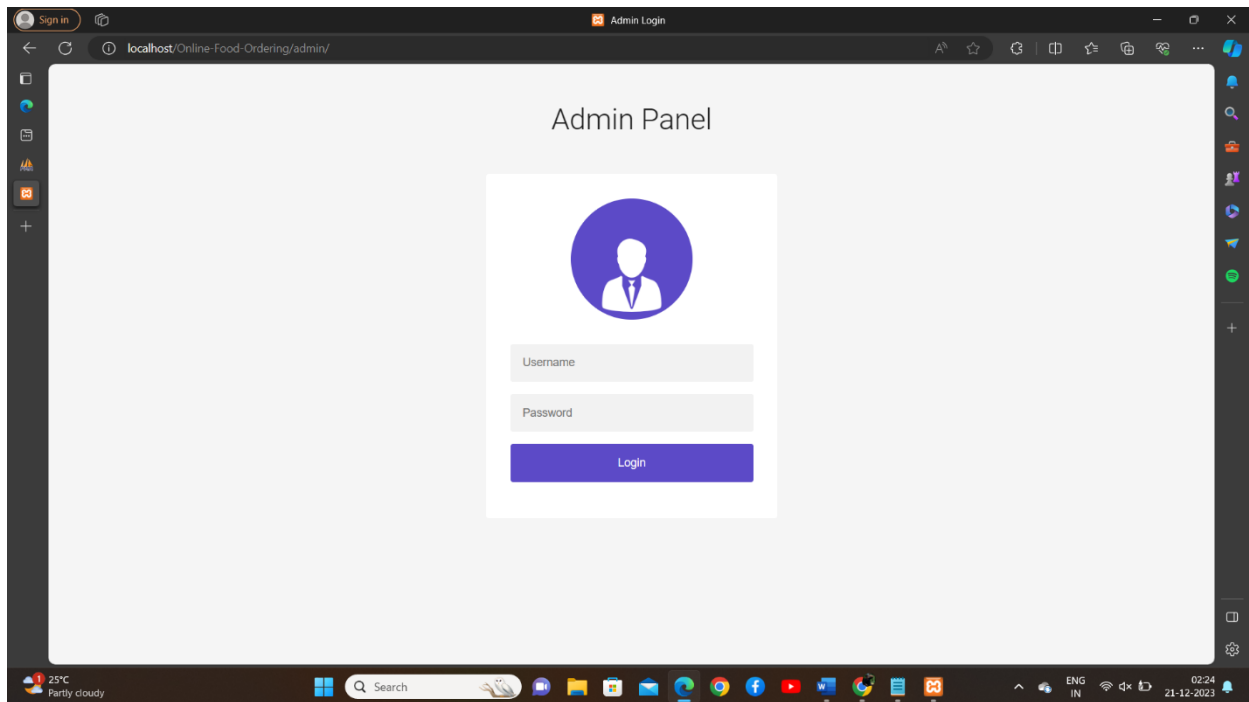 Sign in
Admin Login
localhost/Online-Food-Ordering/admin/
Admin Panel
Username
Password
Login
1
25°C
Partly cloudy
Search
ENG
IN
02:24
21-12-2023